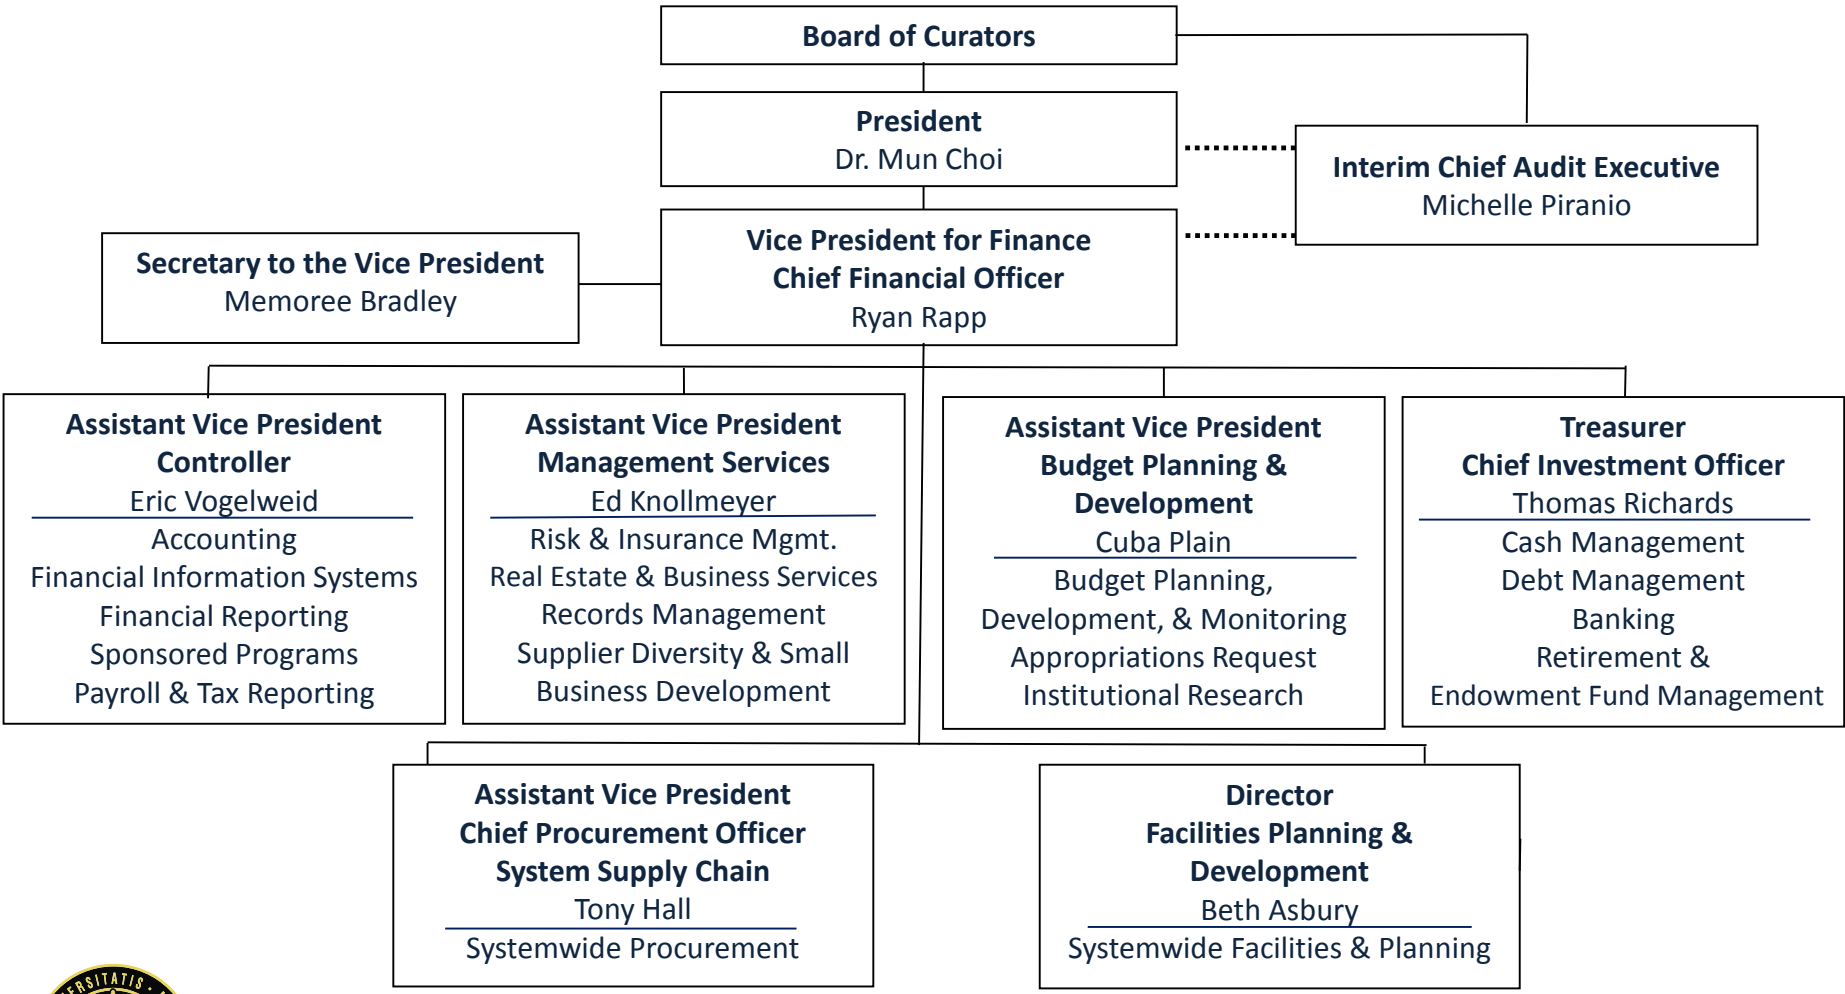 Board of Curators
President
Dr. Mun Choi
Interim Chief Audit Executive
Michelle Piranio
Vice President for Finance
Chief Financial Officer
Ryan Rapp
Secretary to the Vice President
Memoree Bradley
Assistant Vice President
Controller
Eric Vogelweid
Accounting
Financial Information Systems
Financial Reporting
Sponsored Programs
Payroll & Tax Reporting
Assistant Vice President
Management Services
Ed Knollmeyer
Risk & Insurance Mgmt.
Real Estate & Business Services
Records Management
Supplier Diversity & Small
Business Development
Assistant Vice President
Budget Planning &
Development
Cuba Plain
Budget Planning,
Development, & Monitoring
Appropriations Request
Institutional Research
Treasurer
Chief Investment Officer
Thomas Richards
Cash Management
Debt Management
Banking
Retirement &
Endowment Fund Management
Assistant Vice President
Chief Procurement Officer
System Supply Chain
Tony Hall
Systemwide Procurement
Director
Facilities Planning &
Development
Beth Asbury
Systemwide Facilities & Planning